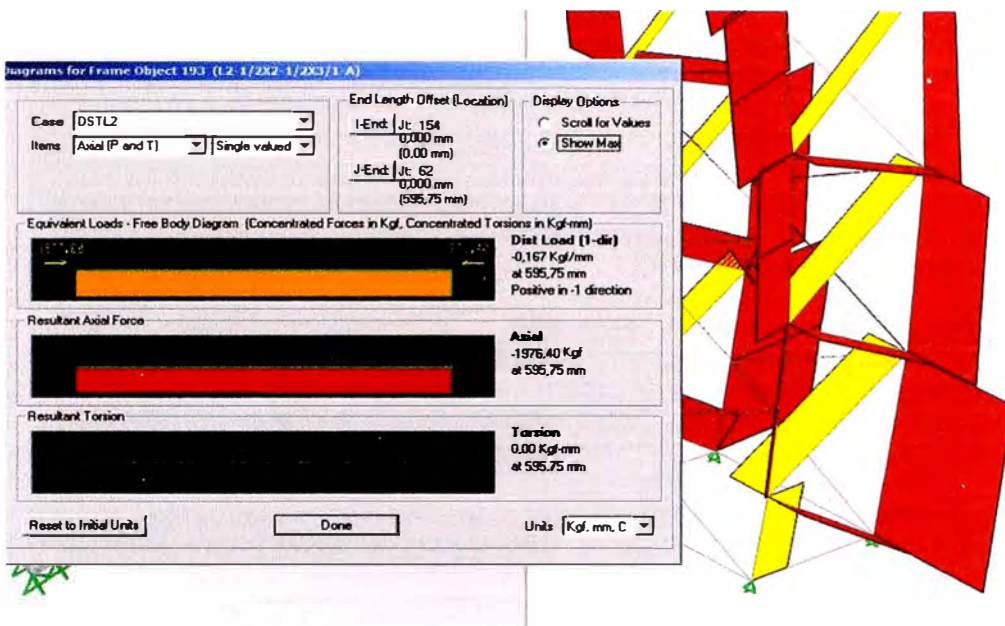 Diagrams for Frame Object 193 (L2-1/2X2-1/2X3/1-A)
Case DSTL2
Items Axial (P and T) Single valued
End Length Offset (Location)
I-End: Jt: 154
0,000 mm
(0.00 mm)
J-End: Jt: 62
0,000 mm
(595,75 mm)
Display Options
Scroll for Values
Show Max
Equivalent Loads - Free Body Diagram (Concentrated Forces in Kgf, Concentrated Torsions in Kgf-mm)
Dist Load (1-dir)
-0,167 Kgf/mm
at 595,75 mm
Positive in -1 direction
Resultant Axial Force
Axial
-1976,40 Kgf
at 595,75 mm
Resultant Torsion
Torsion
0,00 Kgf-mm
at 595,75 mm
Reset to Initial Units
Done
Units Kgf, mm, C